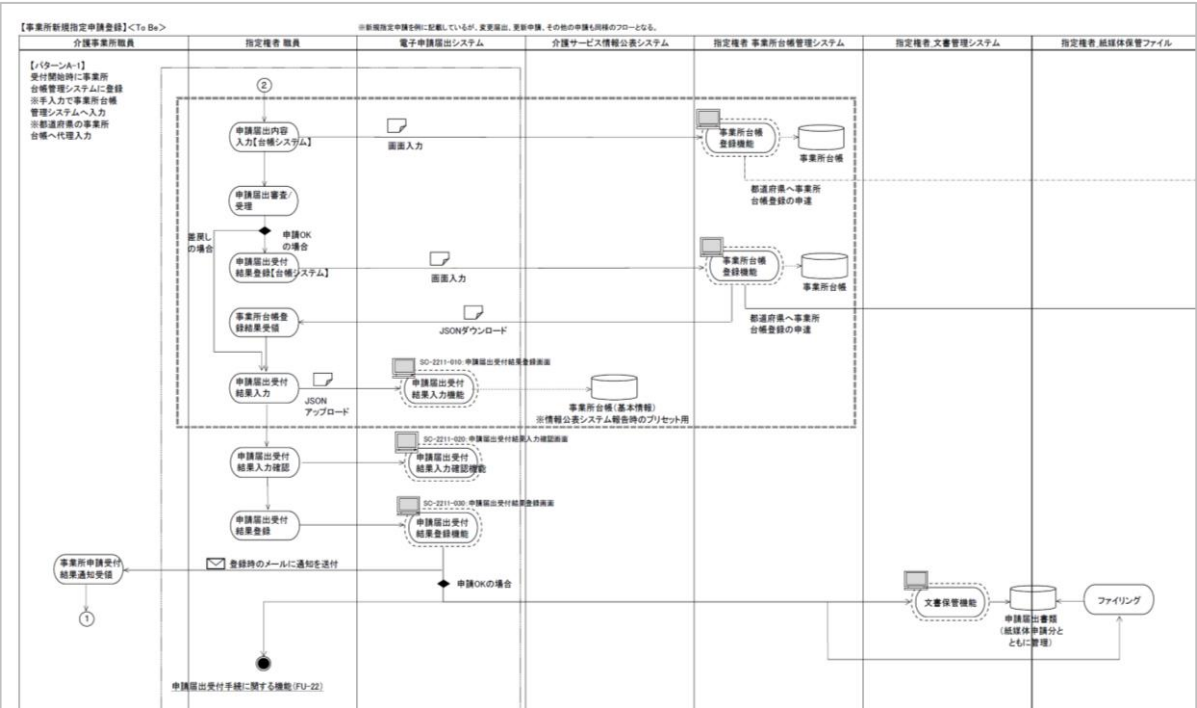 【事業所新規指定申請登録】<To Be>
※新規指定申請を例に記載しているが、変更届出、更新申請、その他の申請も同様のフローとなる。
介護事業所職員
指定権者 職員
電子申請届出システム
介護サービス情報公表システム
指定権者 事業所台帳管理システム
指定権者_文書管理システム
指定権者_紙媒体保管ファイル
【パターンA-1】
受付開始時に事業所
台帳管理システムに登録
※手入力で事業所台帳
管理システムへ入力
※都道府県の事業所
台帳へ代理入力
②
申請届出内容
入力【台帳システム】
画面入力
事業所台帳
登録機能
事業所台帳
都道府県へ事業所
台帳登録の申達
申請届出審査/
受理
差戻し
の場合
申請OK
の場合
申請届出受付
結果登録【台帳システム】
画面入力
事業所台帳
登録機能
事業所台帳
都道府県へ事業所
台帳登録の申達
事業所台帳登
録結果受領
JSONダウンロード
SC-2211-010:申請届出受付結果登録画面
申請届出受付
結果入力
JSON
アップロード
申請届出受付
結果入力機能
事業所台帳(基本情報)
※情報公表システム報告時のプリセット用
SC-2211-020:申請届出受付結果入力確認画面
申請届出受付
結果入力確認
申請届出受付
結果入力確認機能
SC-2211-030:申請届出受付結果登録画面
申請届出受付
結果登録
申請届出受付
結果登録機能
事業所申請受付
結果通知受領
登録時のメールに通知を送付
申請OKの場合
①
文書保管機能
申請届出書類
(紙媒体申請分と
ともに管理)
ファイリング
申請届出受付手続に関する機能(FU-22)